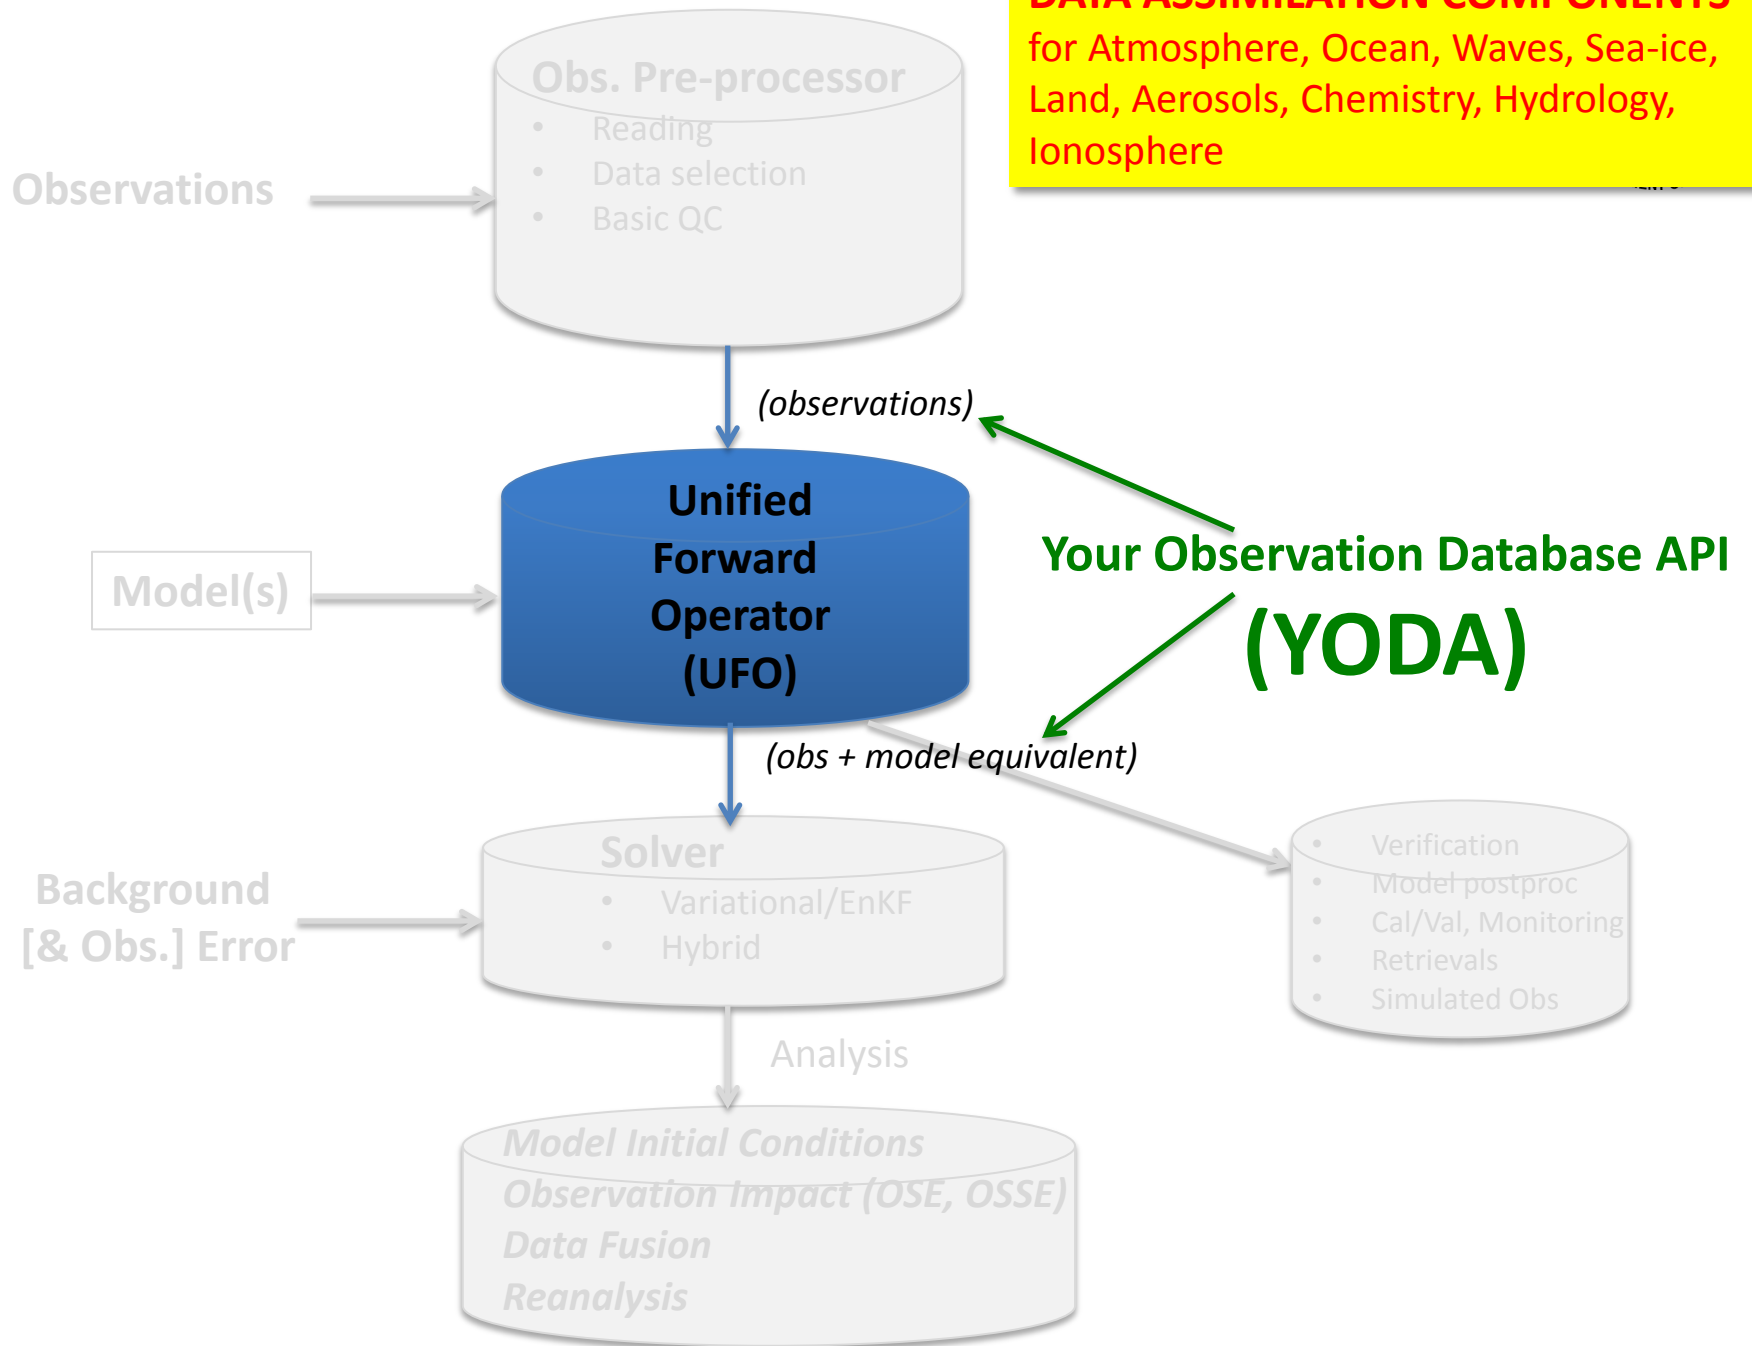 DATA ASSIMILATION COMPONENTS
for Atmosphere, Ocean, Waves, Sea-ice,
Land, Aerosols, Chemistry, Hydrology,
Ionosphere
Obs. Pre-processor
• Reading
• Data selection
• Basic QC
Observations
(observations)
Unified
Forward
Operator
(UFO)
Model(s)
Your Observation Database API
(YODA)
(obs + model equivalent)
Solver
• Variational/EnKF
• Hybrid
Background
[& Obs.] Error
• Verification
• Model postproc
• Cal/Val, Monitoring
• Retrievals
• Simulated Obs
Analysis
Model Initial Conditions
Observation Impact (OSE, OSSE)
Data Fusion
Reanalysis